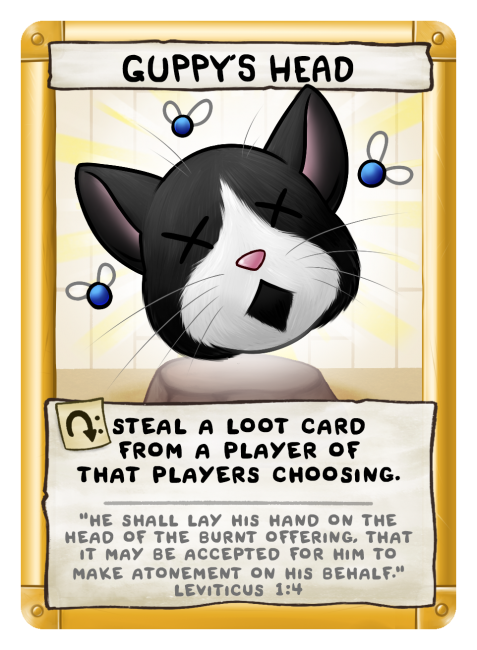 GUPPY'S HEAD
: STEAL A LOOT CARD
FROM A PLAYER OF
THAT PLAYERS CHOOSING.
"HE SHALL LAY HIS HAND ON THE
HEAD OF THE BURNT OFFERING, THAT
IT MAY BE ACCEPTED FOR HIM TO
MAKE ATONEMENT ON HIS BEHALF."
LEVITICUS 1:4